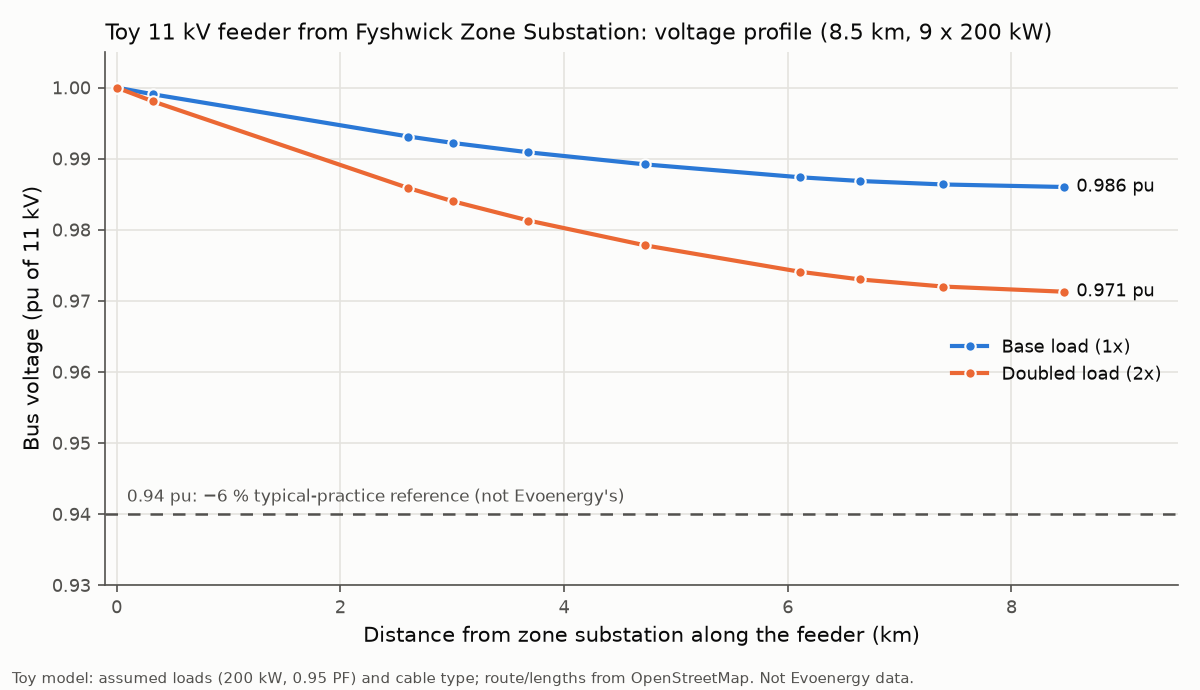 Toy 11 kV feeder from Fyshwick Zone Substation: voltage profile (8.5 km, 9 x 200 kW)
Bus voltage (pu of 11 kV)
1.00
0.99
0.98
0.97
0.96
0.95
0.94
0.93
0.986 pu
0.971 pu
Base load (1x)
Doubled load (2x)
0.94 pu: −6 % typical-practice reference (not Evoenergy's)
0 2 4 6 8
Distance from zone substation along the feeder (km)
Toy model: assumed loads (200 kW, 0.95 PF) and cable type; route/lengths from OpenStreetMap. Not Evoenergy data.